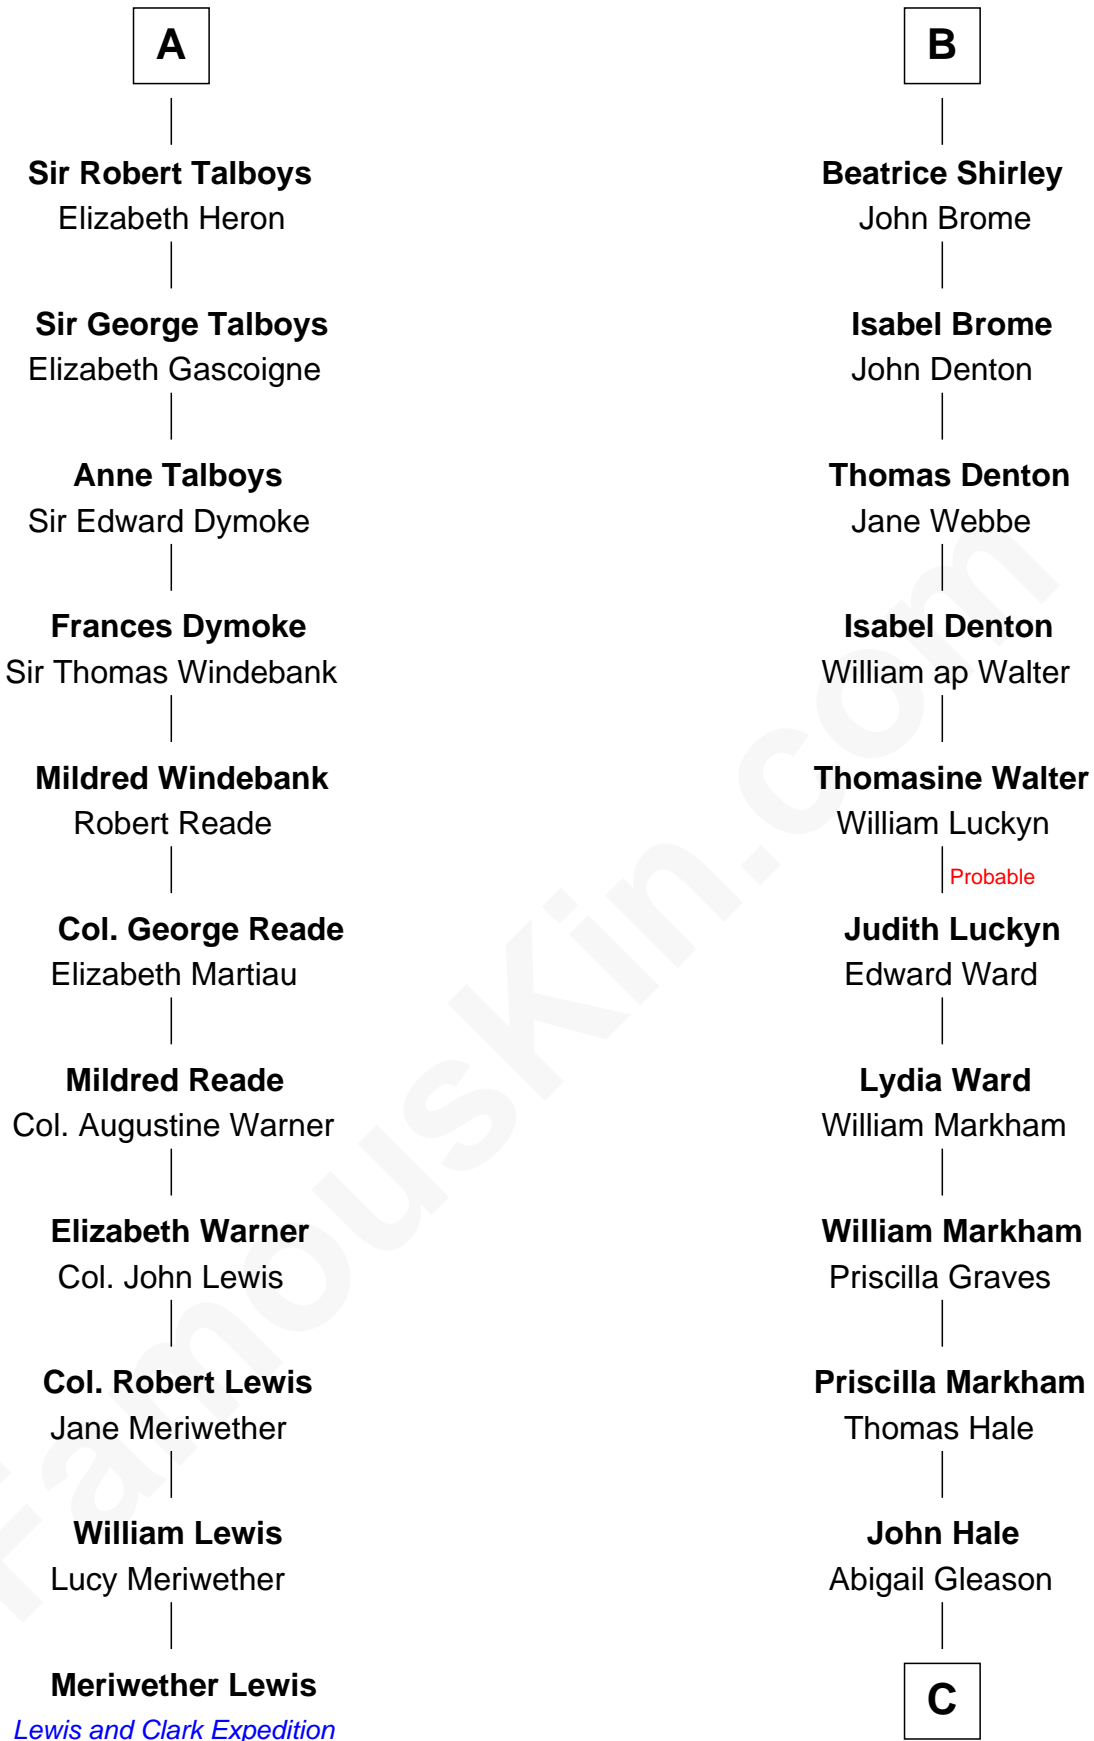 A
Sir Robert Talboys
Elizabeth Heron
Sir George Talboys
Elizabeth Gascoigne
Anne Talboys
Sir Edward Dymoke
Frances Dymoke
Sir Thomas Windebank
Mildred Windebank
Robert Reade
Col. George Reade
Elizabeth Martiau
Mildred Reade
Col. Augustine Warner
Elizabeth Warner
Col. John Lewis
Col. Robert Lewis
Jane Meriwether
William Lewis
Lucy Meriwether
Meriwether Lewis
Lewis and Clark Expedition
B
Beatrice Shirley
John Brome
Isabel Brome
John Denton
Thomas Denton
Jane Webbe
Isabel Denton
William ap Walter
Thomasine Walter
William Luckyn
Probable
Judith Luckyn
Edward Ward
Lydia Ward
William Markham
William Markham
Priscilla Graves
Priscilla Markham
Thomas Hale
John Hale
Abigail Gleason
C
FamousKin.com